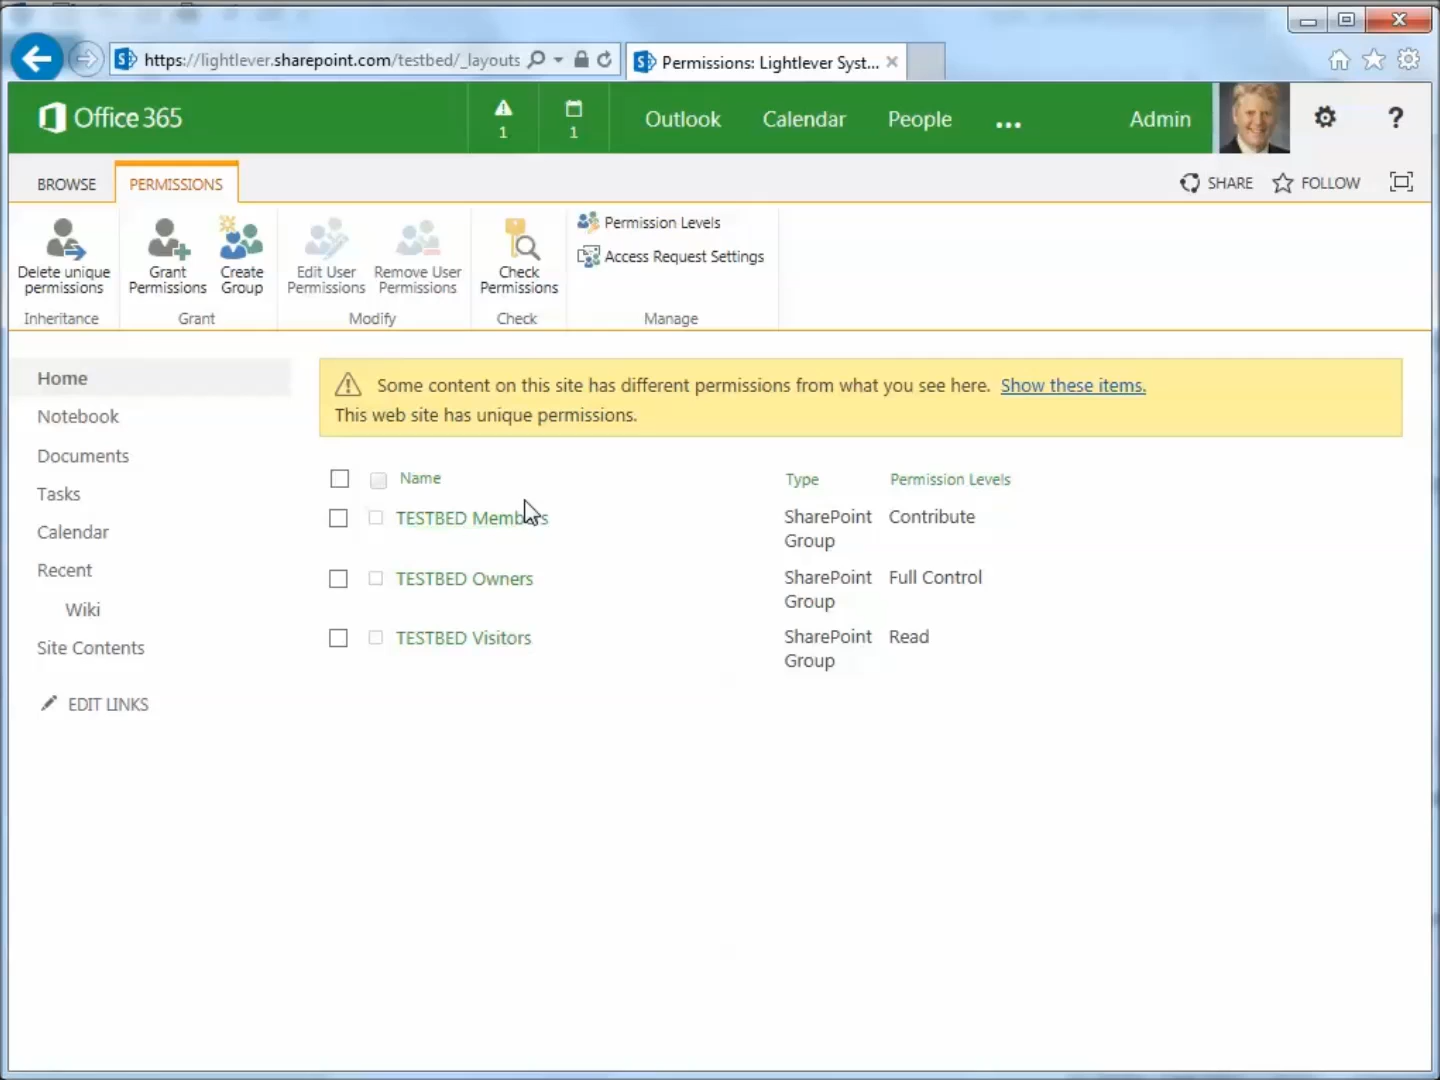 https://lightlever.sharepoint.com/testbed/_layouts
Permissions: Lightlever Syst...
Office 365
1
1
Outlook
Calendar
People
...
Admin
?
BROWSE
PERMISSIONS
SHARE
FOLLOW
Delete unique
permissions
Inheritance
Grant
Permissions
Create
Group
Grant
Edit User
Permissions
Remove User
Permissions
Modify
Check
Permissions
Check
Permission Levels
Access Request Settings
Manage
Home
Notebook
Documents
Tasks
Calendar
Recent
Wiki
Site Contents
EDIT LINKS
Some content on this site has different permissions from what you see here. Show these items.
This web site has unique permissions.
Name
Type
Permission Levels
TESTBED Members
SharePoint
Group
Contribute
TESTBED Owners
SharePoint
Group
Full Control
TESTBED Visitors
SharePoint
Group
Read